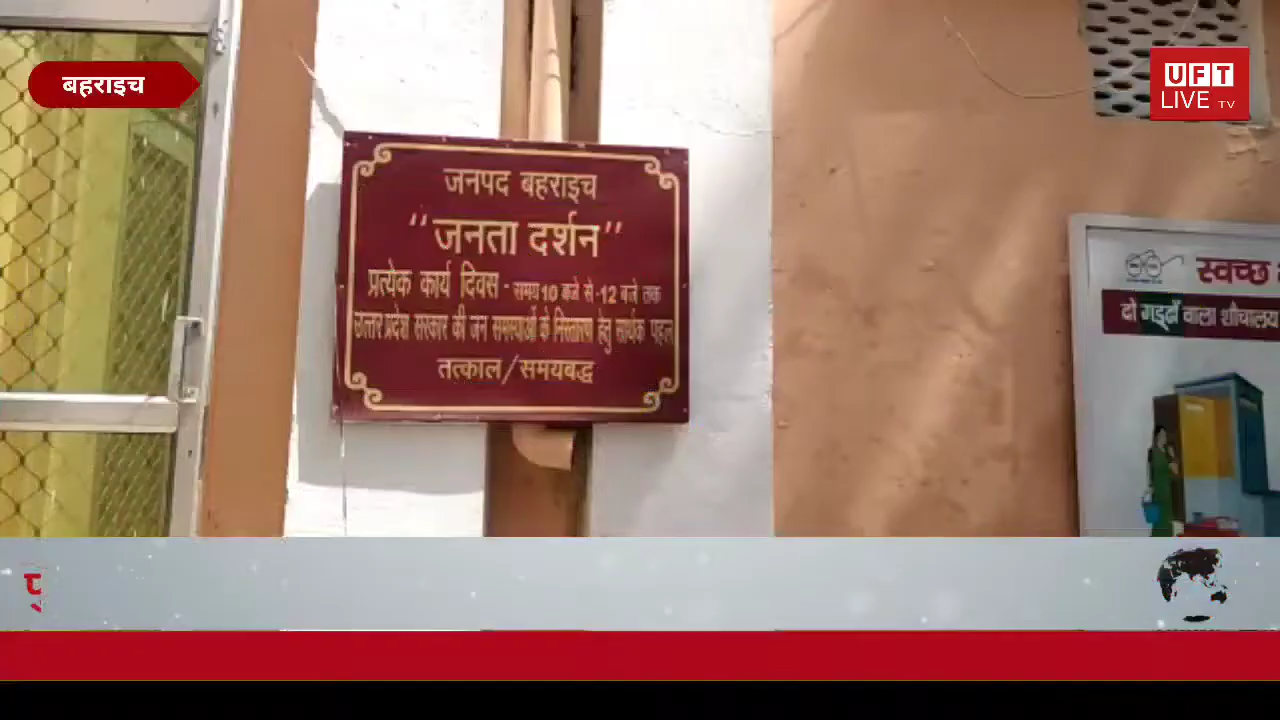 बहराइच
UFT
LIVE TV
जनपद बहराइच
“जनता दर्शन”
प्रत्येक कार्य दिवस - समय 10 बजे से -12 बजे तक
उत्तर प्रदेश सरकार की जन समस्याओं के निस्तारण हेतु सार्थक पहल
तत्काल/समयबद्ध
स्वच्छ
दो गड्ढों वाला शौचालय